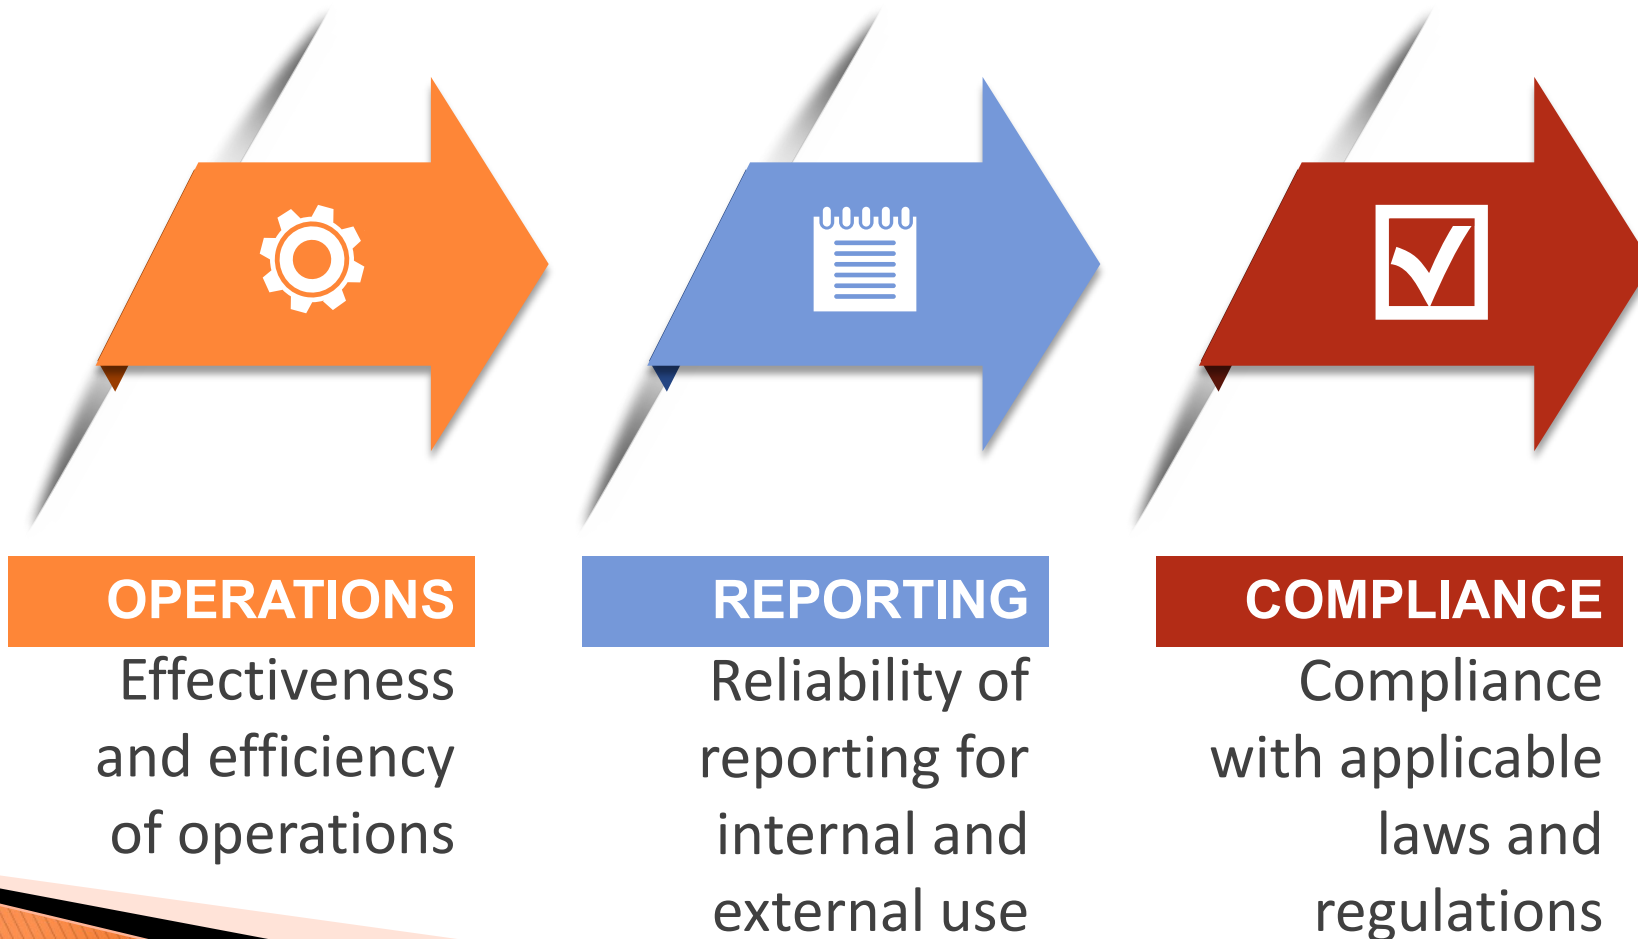 OPERATIONS
Effectiveness
and efficiency
of operations
REPORTING
Reliability of
reporting for
internal and
external use
COMPLIANCE
Compliance
with applicable
laws and
regulations